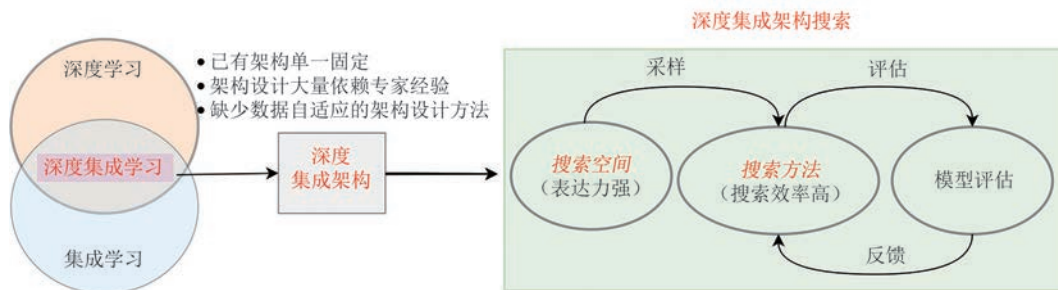 深度集成架构搜索
深度学习
• 已有架构单一固定
• 架构设计大量依赖专家经验
• 缺少数据自适应的架构设计方法
深度集成学习
集成学习
深度
集成架构
采样
评估
搜索空间
(表达力强)
搜索方法
(搜索效率高)
模型评估
反馈